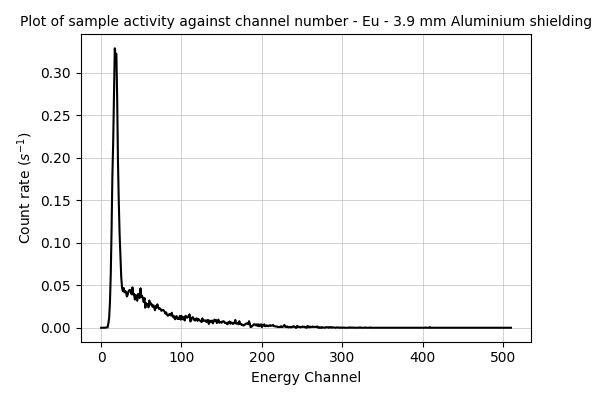 Plot of sample activity against channel number - Eu - 3.9 mm Aluminium shielding
Count rate (s⁻¹)
0.30
0.25
0.20
0.15
0.10
0.05
0.00
0 100 200 300 400 500
Energy Channel